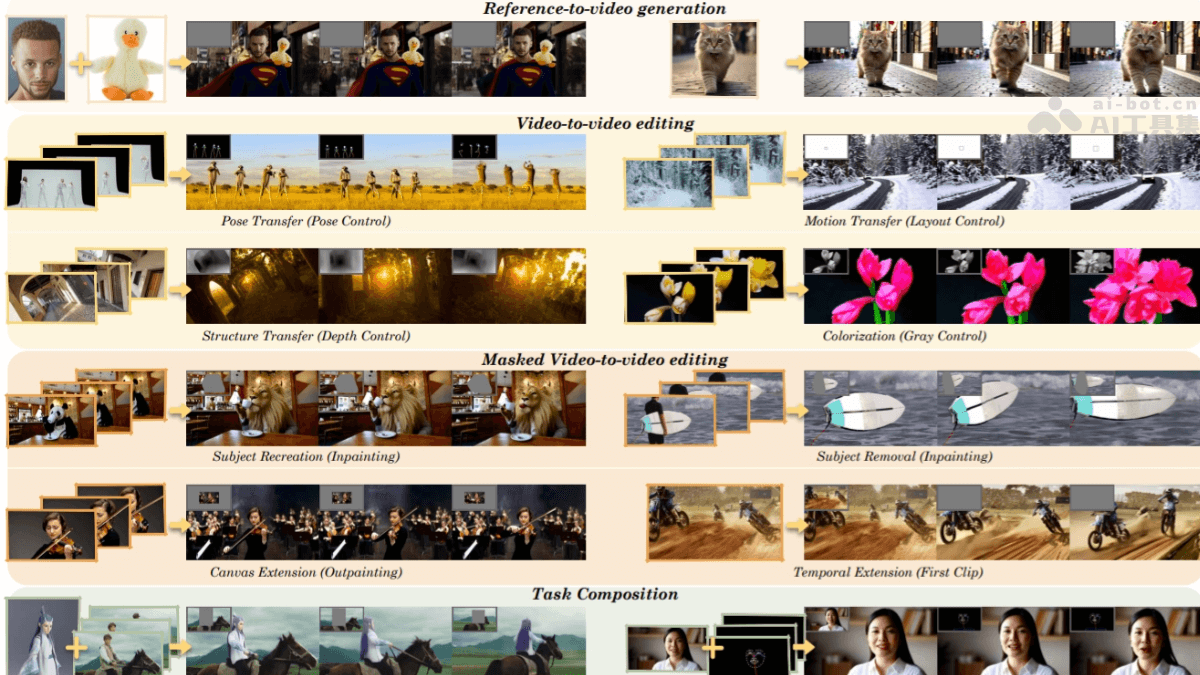 Reference-to-video generation
ai-bot.cn
AI工具集
Video-to-video editing
Pose Transfer (Pose Control)
Motion Transfer (Layout Control)
Structure Transfer (Depth Control)
Colorization (Gray Control)
Masked Video-to-video editing
Subject Recreation (Inpainting)
Subject Removal (Inpainting)
Canvas Extension (Outpainting)
Temporal Extension (First Clip)
Task Composition